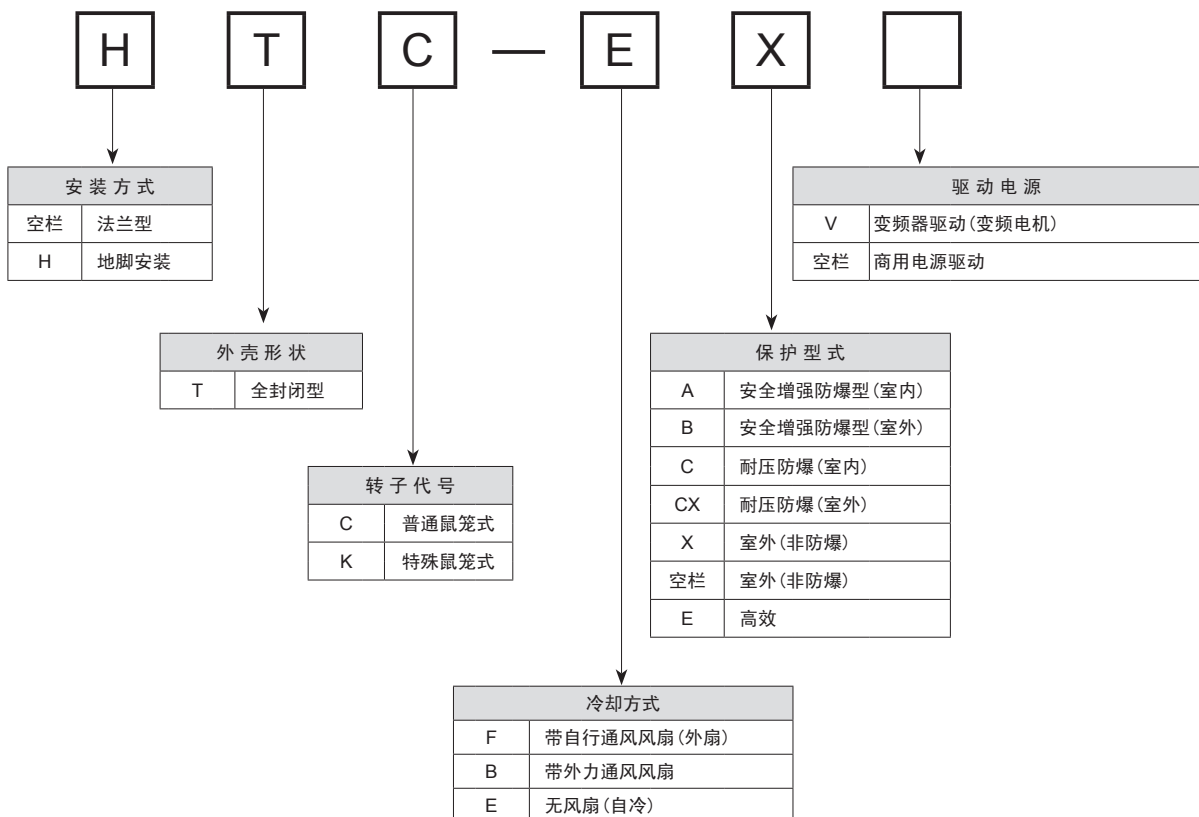 H T C — E X
安装方式
空栏 法兰型
H 地脚安装
驱动电源
V 变频器驱动(变频电机)
空栏 商用电源驱动
外壳形状
T 全封闭型
保护型式
A 安全增强防爆型(室内)
B 安全增强防爆型(室外)
C 耐压防爆(室内)
CX 耐压防爆(室外)
X 室外(非防爆)
空栏 室外(非防爆)
E 高效
转子代号
C 普通鼠笼式
K 特殊鼠笼式
冷却方式
F 带自行通风风扇(外扇)
B 带外力通风风扇
E 无风扇(自冷)